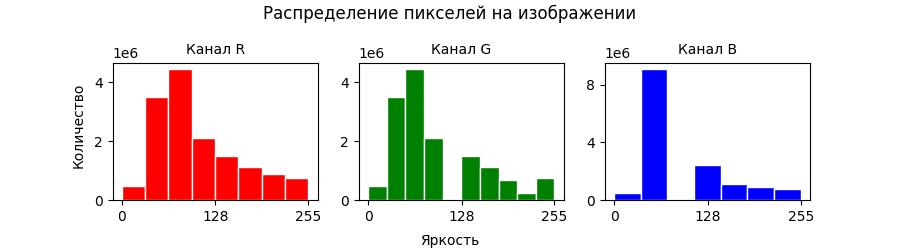 Распределение пикселей на изображении
Канал R
Канал G
Канал B
1e6
1e6
1e6
Количество
4
2
0
0
128
255
4
2
0
0
128
255
8
4
0
0
128
255
Яркость